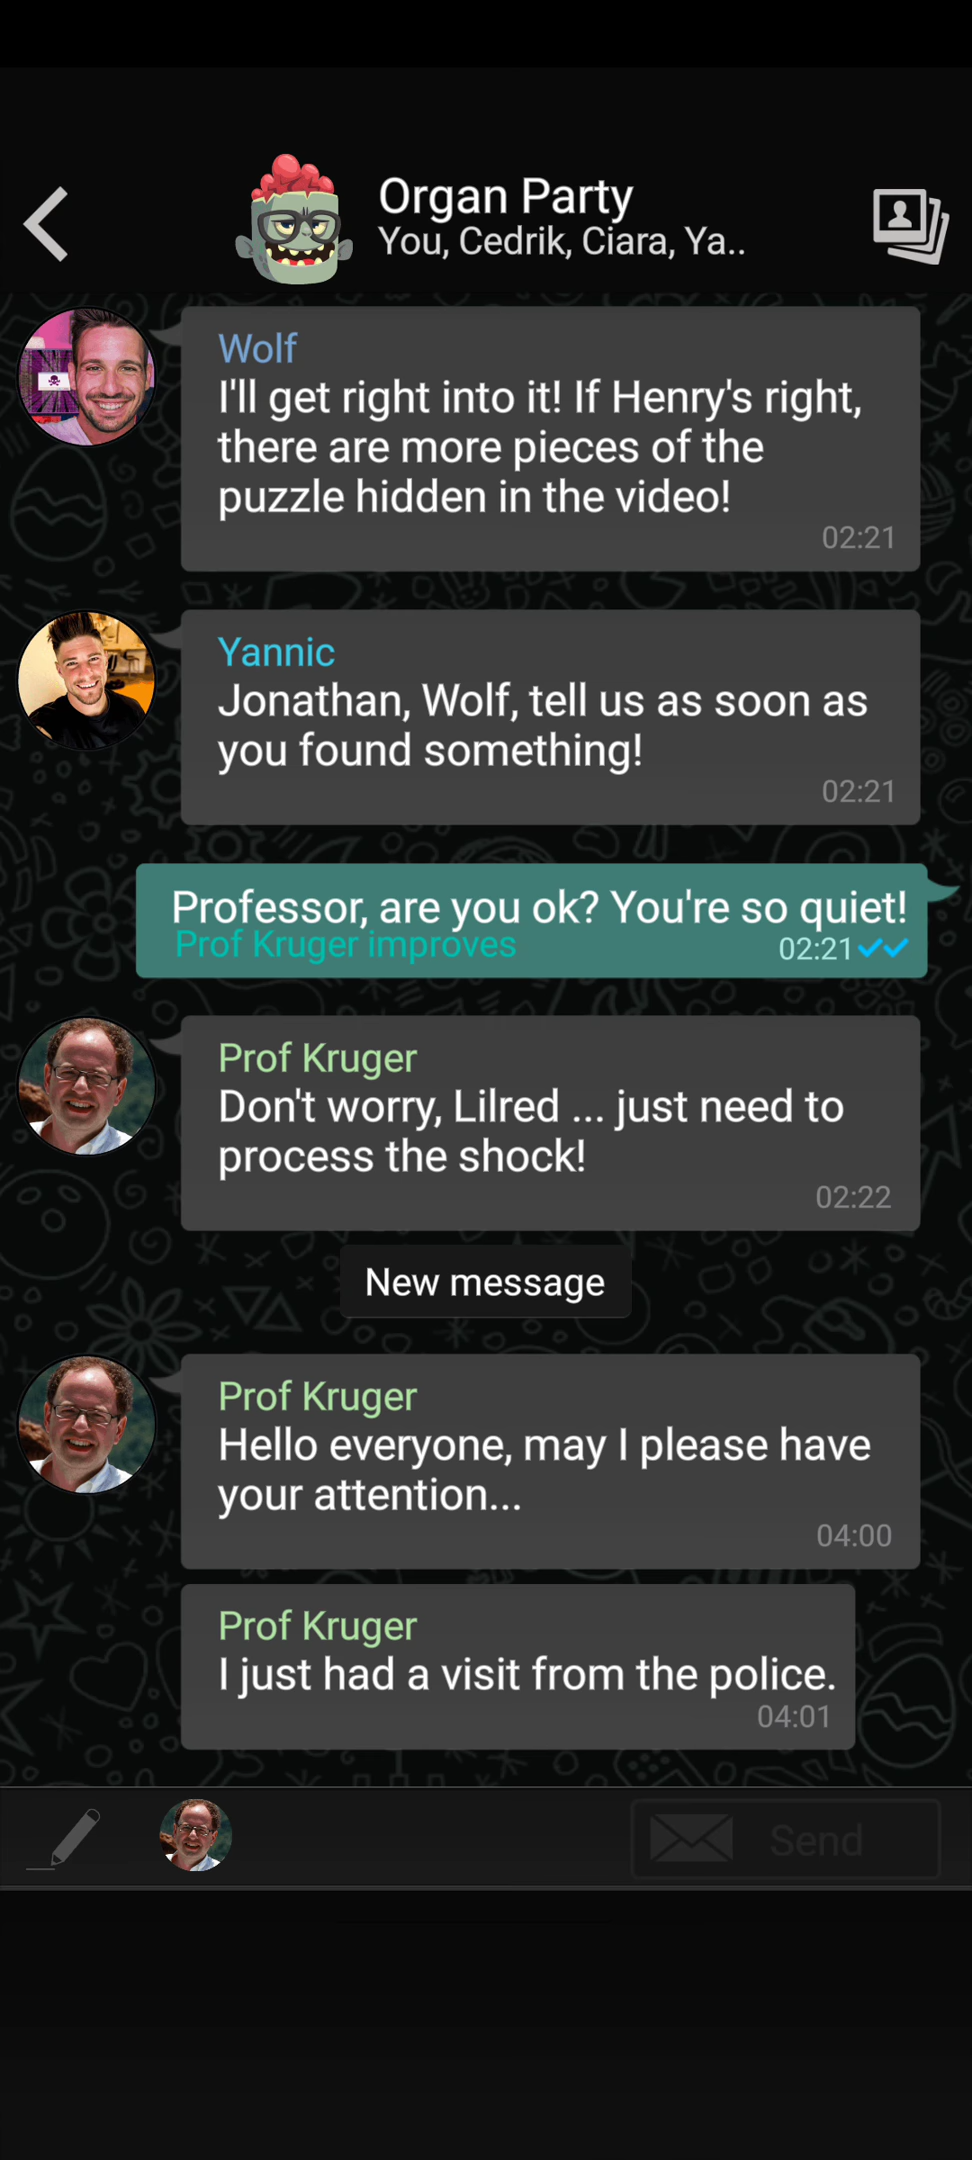 Organ Party
You, Cedrik, Ciara, Ya..
Wolf
I'll get right into it! If Henry's right,
there are more pieces of the
puzzle hidden in the video!
02:21
Yannic
Jonathan, Wolf, tell us as soon as
you found something!
02:21
Professor, are you ok? You're so quiet!
Prof Kruger improves 02:21
Prof Kruger
Don't worry, Lilred ... just need to
process the shock!
02:22
New message
Prof Kruger
Hello everyone, may I please have
your attention...
04:00
Prof Kruger
I just had a visit from the police.
04:01
Send